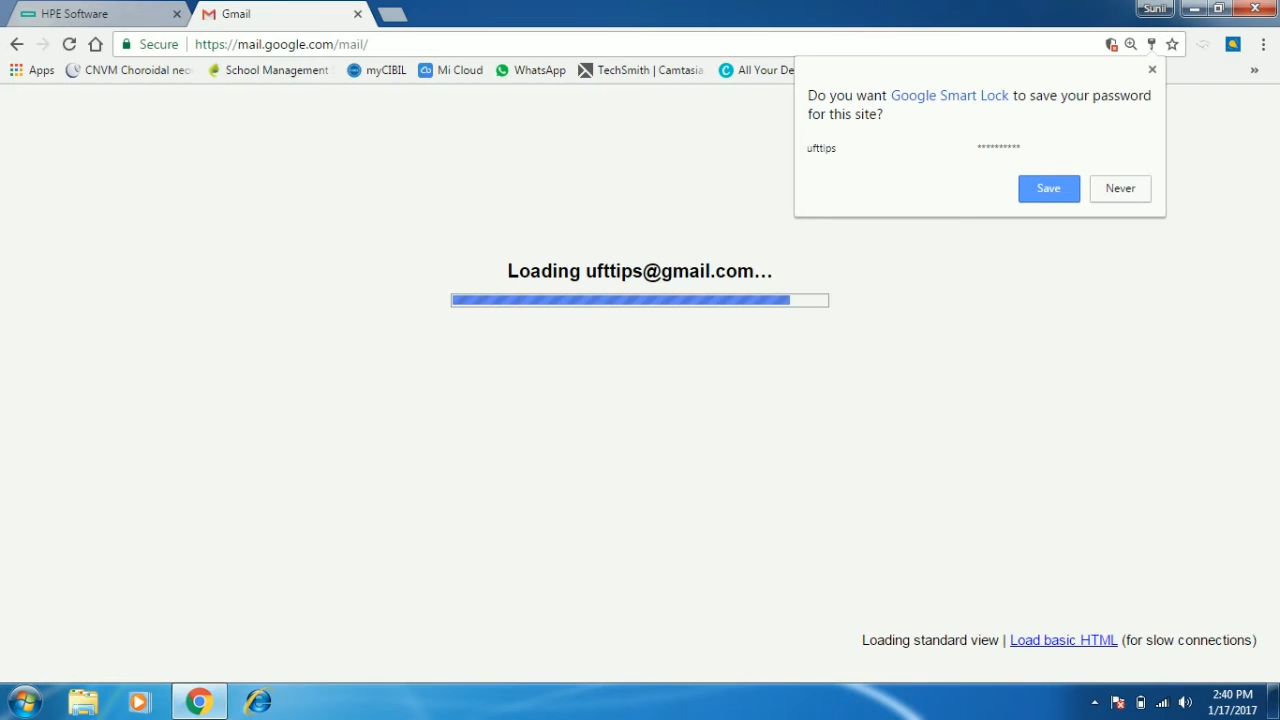 HPE Software
Gmail
Sunil
Secure
https://mail.google.com/mail/
Apps
CNVM Choroidal neo
School Management
myCIBIL
Mi Cloud
WhatsApp
TechSmith | Camtasia
All Your De
»
Do you want Google Smart Lock to save your password
for this site?
ufttips
**********
Save
Never
Loading ufttips@gmail.com…
Loading standard view | Load basic HTML (for slow connections)
2:40 PM
1/17/2017